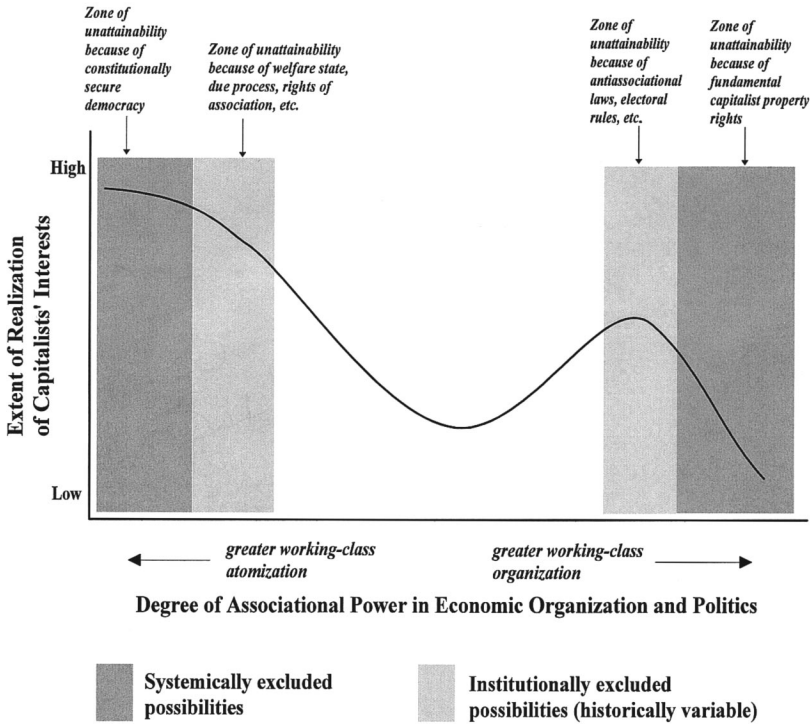 Zone of
unattainability
because of
constitutionally
secure
democracy
Zone of unattainability
because of welfare state,
due process, rights of
association, etc.
Zone of
unattainability
because of
antiassociational
laws, electoral
rules, etc.
Zone of
unattainability
because of
fundamental
capitalist property
rights
High
Low
Extent of Realization
of Capitalists' Interests
greater working-class
atomization
greater working-class
organization
Degree of Associational Power in Economic Organization and Politics
Systemically excluded
possibilities
Institutionally excluded
possibilities (historically variable)